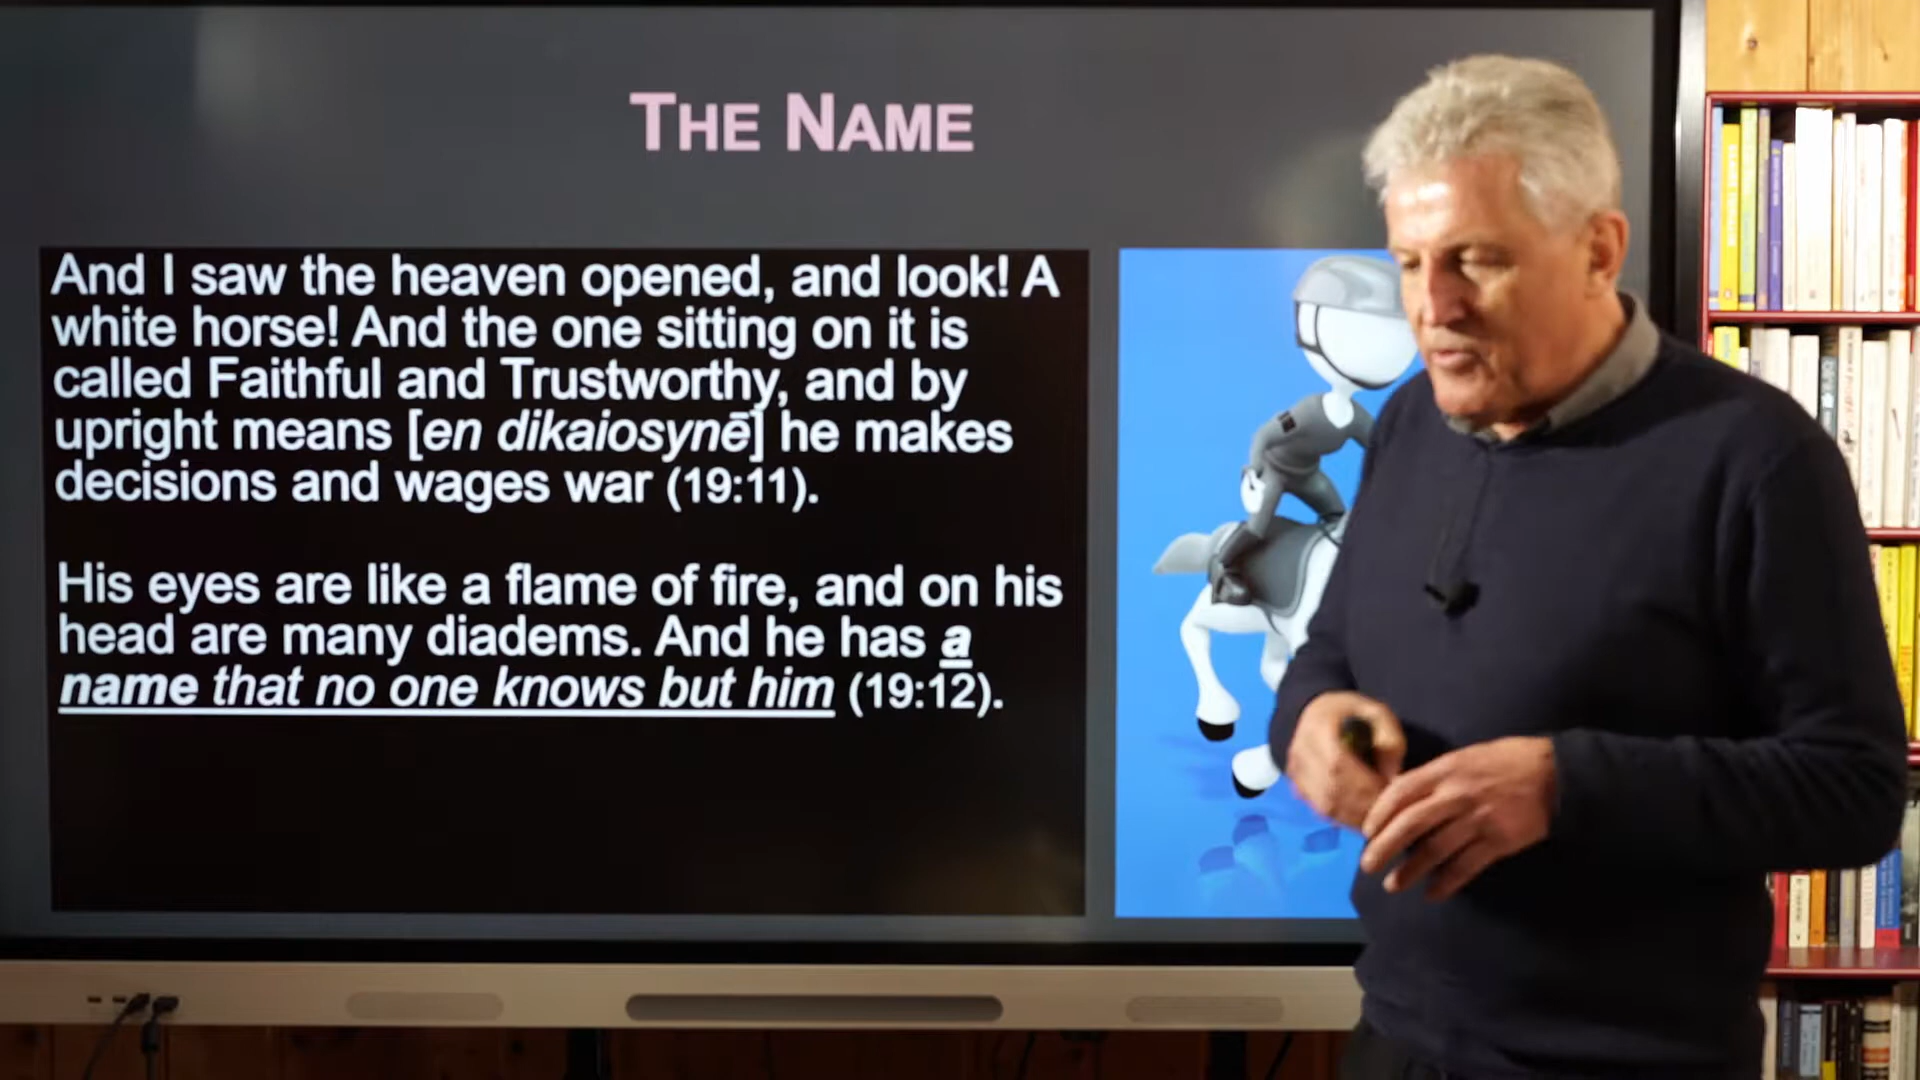 THE NAME
And I saw the heaven opened, and look! A
white horse! And the one sitting on it is
called Faithful and Trustworthy, and by
upright means [en dikaiosynē] he makes
decisions and wages war (19:11).
His eyes are like a flame of fire, and on his
head are many diadems. And he has a
name that no one knows but him (19:12).